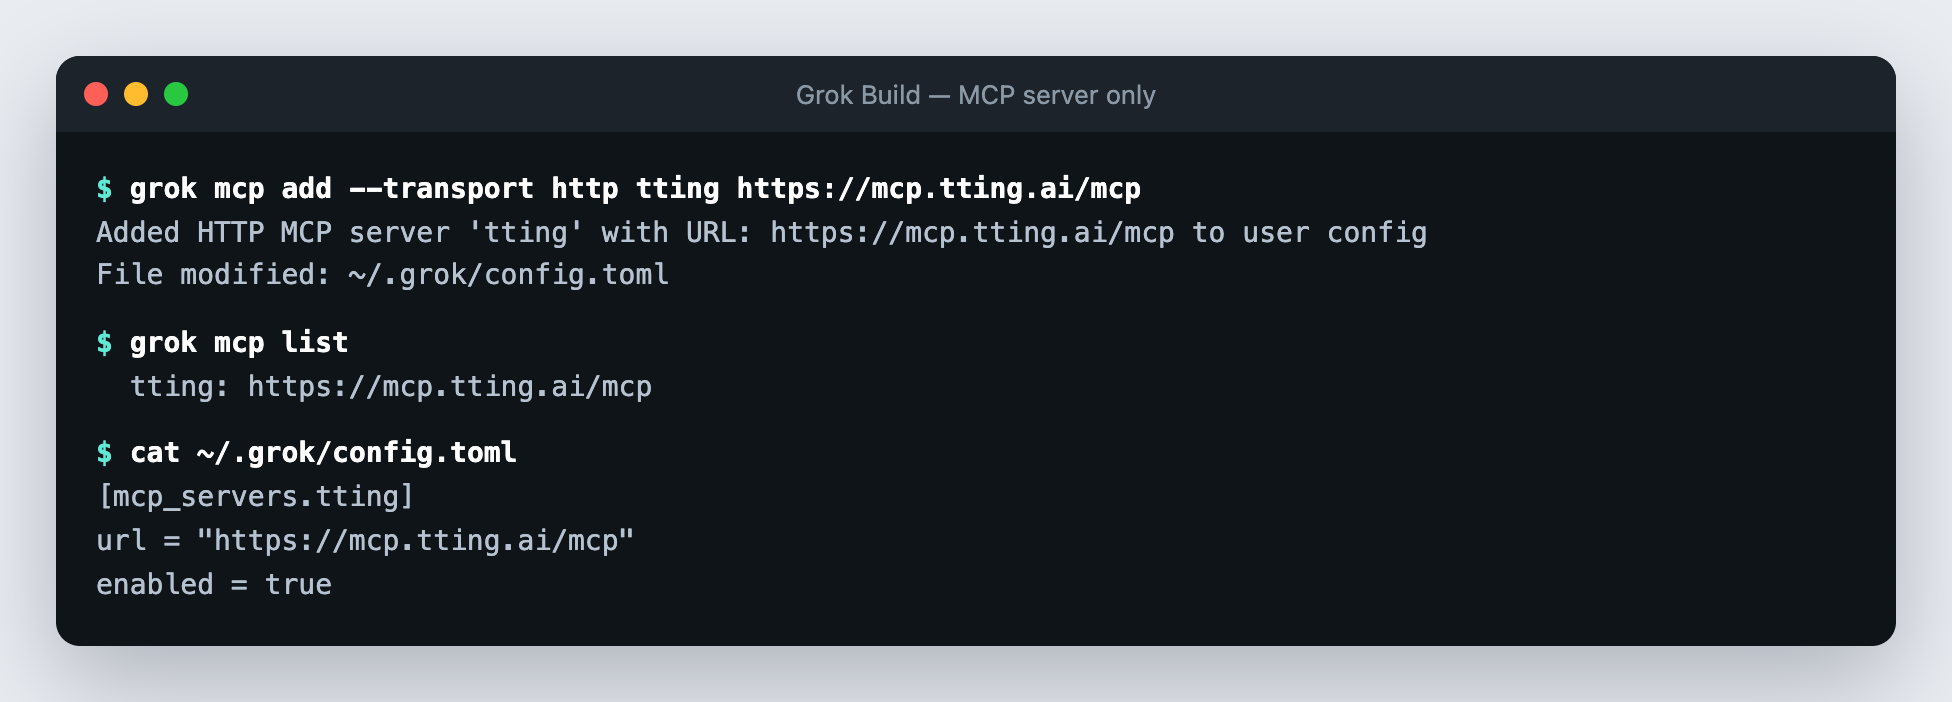 Grok Build — MCP server only
$ grok mcp add --transport http tting https://mcp.tting.ai/mcp
Added HTTP MCP server 'tting' with URL: https://mcp.tting.ai/mcp to user config
File modified: ~/.grok/config.toml
$ grok mcp list
  tting: https://mcp.tting.ai/mcp
$ cat ~/.grok/config.toml
[mcp_servers.tting]
url = "https://mcp.tting.ai/mcp"
enabled = true